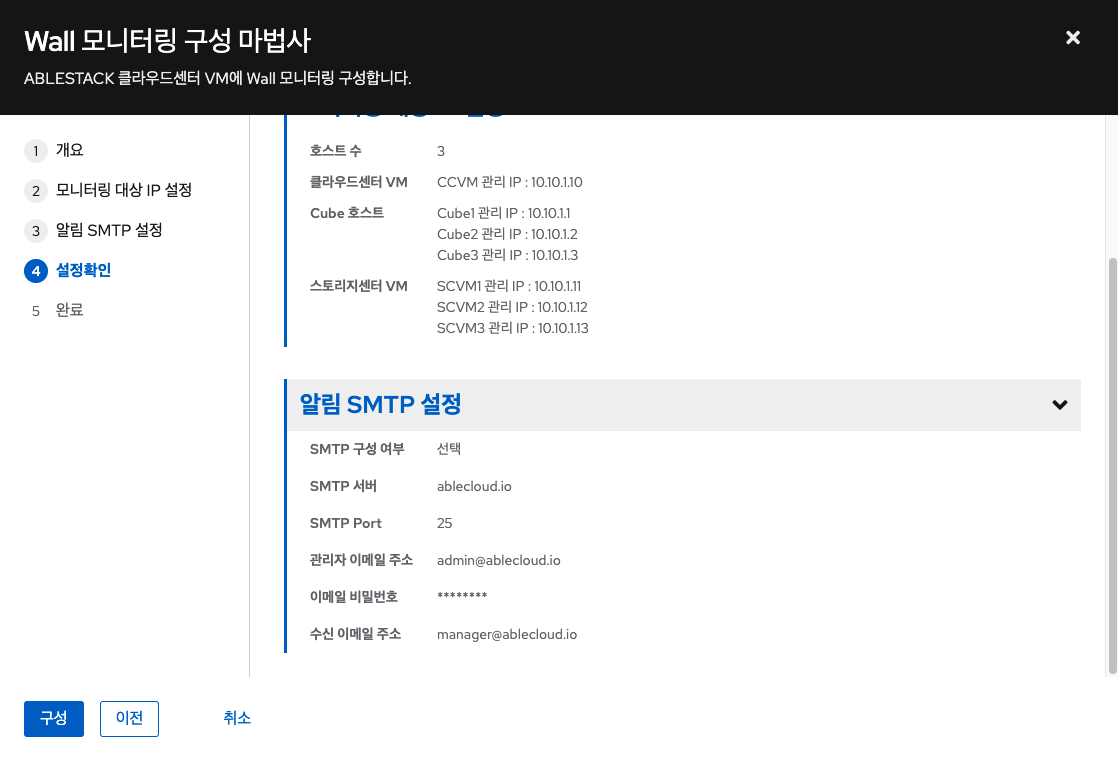 Wall 모니터링 구성 마법사
ABLESTACK 클라우드센터 VM에 Wall 모니터링 구성합니다.
1 개요
2 모니터링 대상 IP 설정
3 알림 SMTP 설정
4 설정확인
5 완료
호스트 수 3
클라우드센터 VM CCVM 관리 IP : 10.10.1.10
Cube 호스트 Cube1 관리 IP : 10.10.1.1
Cube2 관리 IP : 10.10.1.2
Cube3 관리 IP : 10.10.1.3
스토리지센터 VM SCVM1 관리 IP : 10.10.1.11
SCVM2 관리 IP : 10.10.1.12
SCVM3 관리 IP : 10.10.1.13
알림 SMTP 설정
SMTP 구성 여부 선택
SMTP 서버 ablecloud.io
SMTP Port 25
관리자 이메일 주소 admin@ablecloud.io
이메일 비밀번호 ********
수신 이메일 주소 manager@ablecloud.io
구성 이전 취소